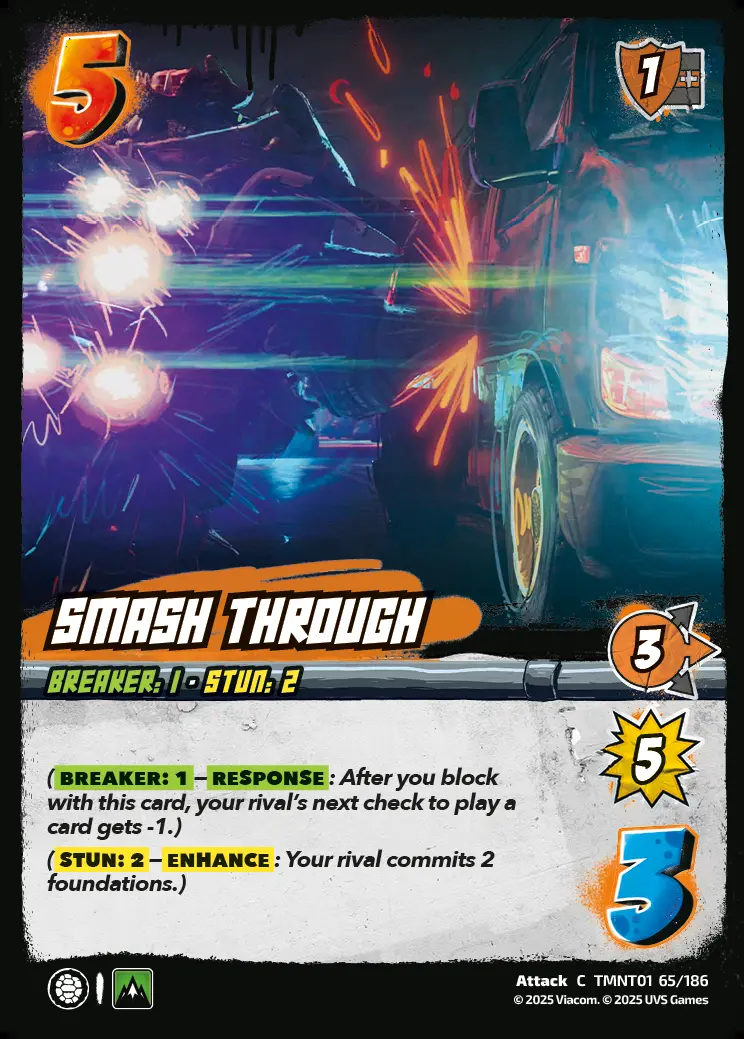 5
1
SMASH THROUGH
3
BREAKER: 1 · STUN: 2
5
( BREAKER: 1 – RESPONSE : After you block
with this card, your rival's next check to play a
card gets -1.)
( STUN: 2 – ENHANCE : Your rival commits 2
foundations.)
3
Attack C TMNT01 65/186
© 2025 Viacom. © 2025 UVS Games